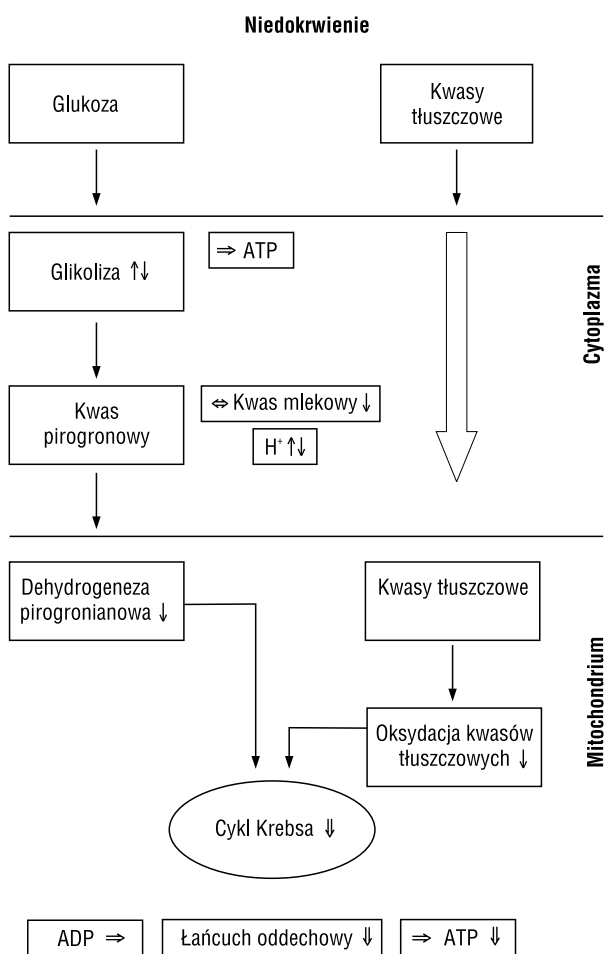 Niedokrwienie
Glukoza
Kwasy
tłuszczowe
Glikoliza ↑↓
⇒ ATP
Cytoplazma
Kwas
pirogronowy
⇔ Kwas mlekowy ↓
H⁺ ↑↓
Dehydrogeneza
pirogronianowa ↓
Kwasy tłuszczowe
Mitochondrium
Oksydacja kwasów
tłuszczowych ↓
Cykl Krebsa ⇓
ADP ⇒
Łańcuch oddechowy ⇓
⇒ ATP ⇓